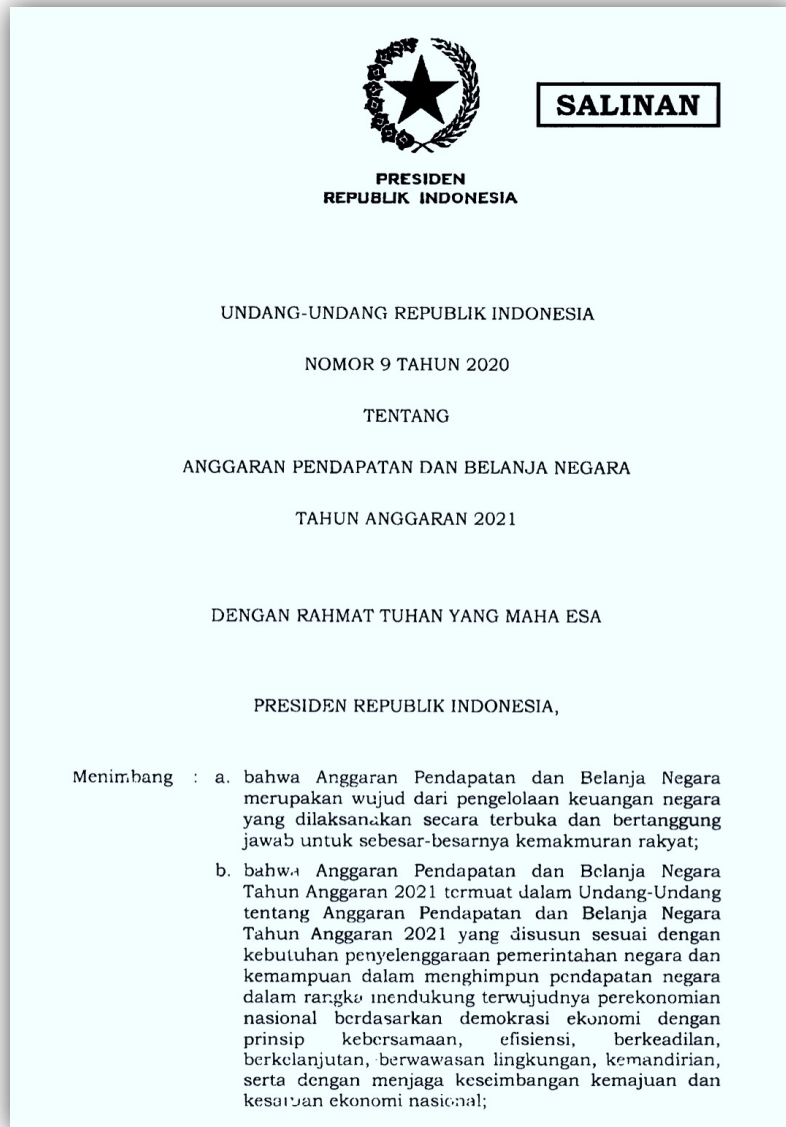 SALINAN
PRESIDEN
REPUBLIK INDONESIA
UNDANG-UNDANG REPUBLIK INDONESIA
NOMOR 9 TAHUN 2020
TENTANG
ANGGARAN PENDAPATAN DAN BELANJA NEGARA
TAHUN ANGGARAN 2021
DENGAN RAHMAT TUHAN YANG MAHA ESA
PRESIDEN REPUBLIK INDONESIA,
Menimbang : a. bahwa Anggaran Pendapatan dan Belanja Negara
merupakan wujud dari pengelolaan keuangan negara
yang dilaksanakan secara terbuka dan bertanggung
jawab untuk sebesar-besarnya kemakmuran rakyat;
b. bahwa Anggaran Pendapatan dan Belanja Negara
Tahun Anggaran 2021 termuat dalam Undang-Undang
tentang Anggaran Pendapatan dan Belanja Negara
Tahun Anggaran 2021 yang disusun sesuai dengan
kebutuhan penyelenggaraan pemerintahan negara dan
kemampuan dalam menghimpun pendapatan negara
dalam rangka mendukung terwujudnya perekonomian
nasional berdasarkan demokrasi ekonomi dengan
prinsip kebersamaan, efisiensi, berkeadilan,
berkelanjutan, berwawasan lingkungan, kemandirian,
serta dengan menjaga keseimbangan kemajuan dan
kesatuan ekonomi nasional;